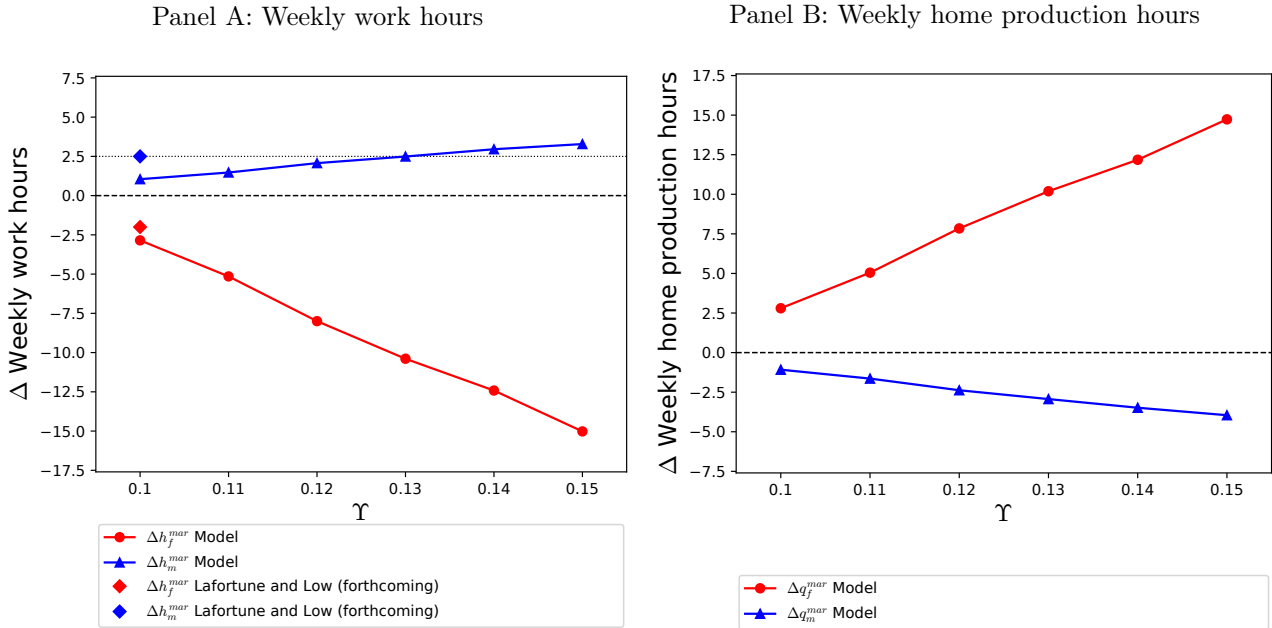 Panel A: Weekly work hours
Panel B: Weekly home production hours
Δ Weekly work hours
7.5
5.0
2.5
0.0
−2.5
−5.0
−7.5
−10.0
−12.5
−15.0
−17.5
0.1 0.11 0.12 0.13 0.14 0.15
ϒ
Δh_f^{mar} Model
Δh_m^{mar} Model
Δh_f^{mar} Lafortune and Low (forthcoming)
Δh_m^{mar} Lafortune and Low (forthcoming)
Δ Weekly home production hours
17.5
15.0
12.5
10.0
7.5
5.0
2.5
0.0
−2.5
−5.0
−7.5
0.1 0.11 0.12 0.13 0.14 0.15
ϒ
Δq_f^{mar} Model
Δq_m^{mar} Model